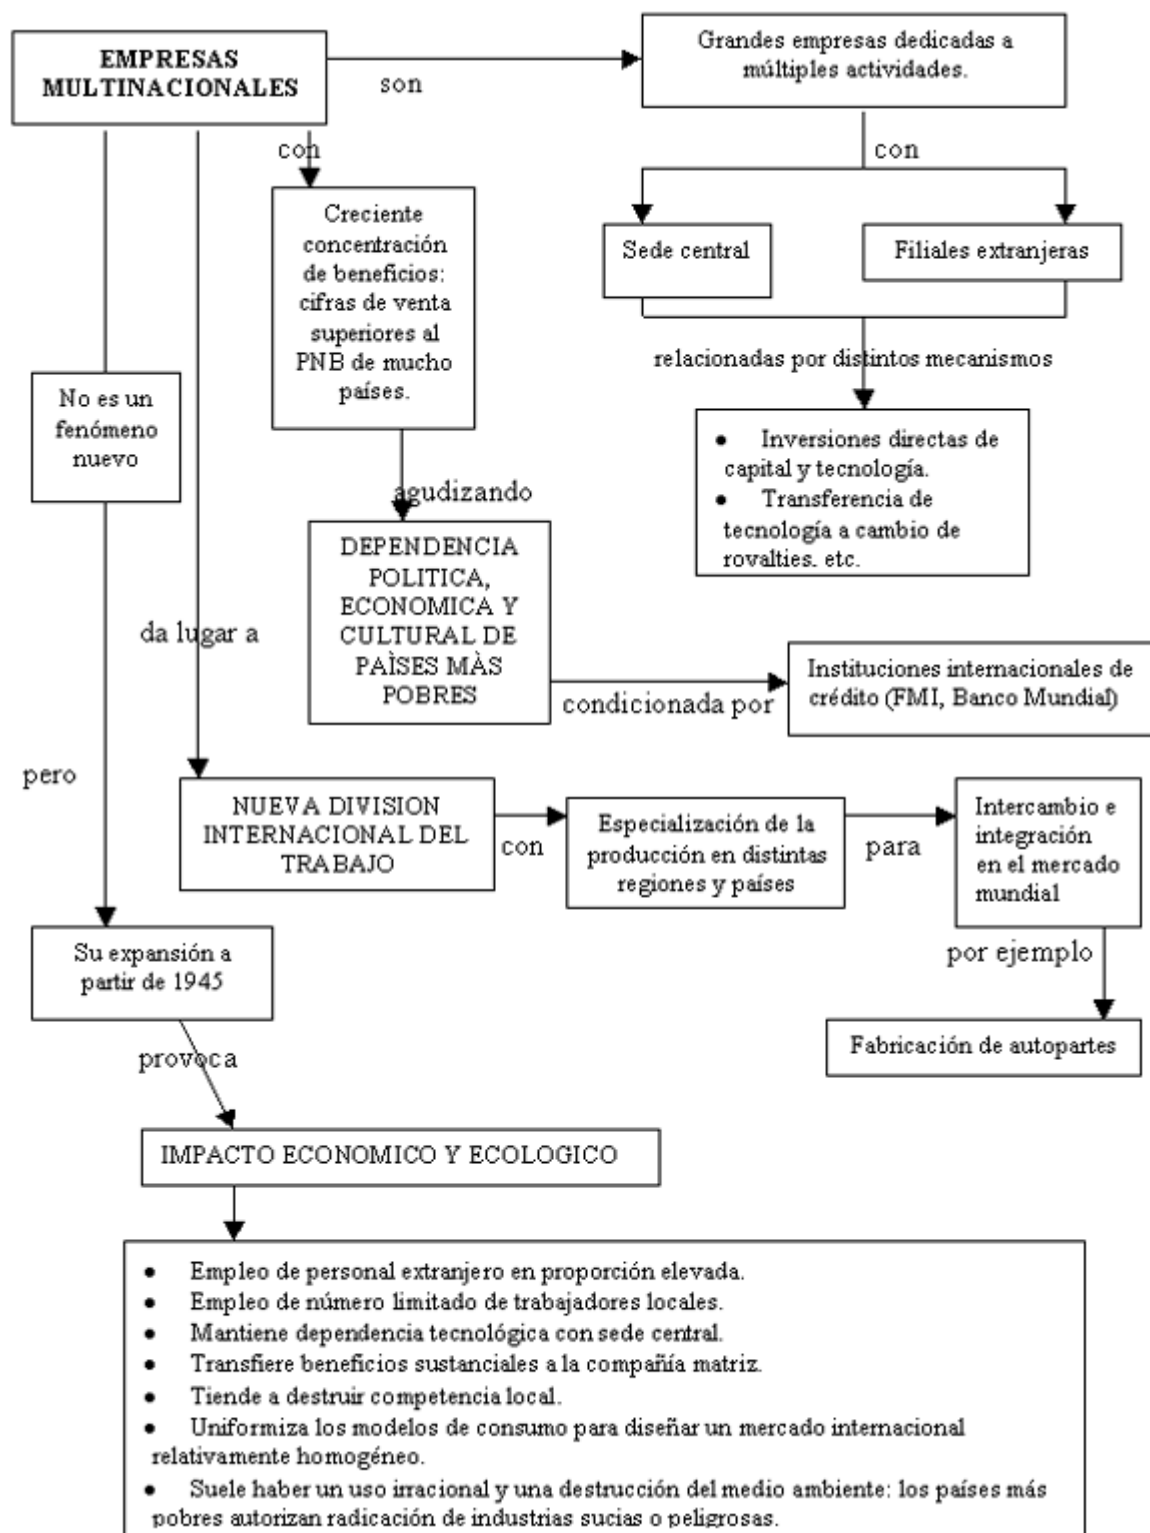 EMPRESAS
MULTINACIONALES
son
Grandes empresas dedicadas a
múltiples actividades.
con
Sede central
Filiales extranjeras
relacionadas por distintos mecanismos
• Inversiones directas de
capital y tecnología.
• Transferencia de
tecnología a cambio de
rovalties. etc.
con
Creciente
concentración
de beneficios:
cifras de venta
superiores al
PNB de mucho
países.
agudizando
DEPENDENCIA
POLITICA,
ECONOMICA Y
CULTURAL DE
PAÌSES MÀS
POBRES
condicionada por
Instituciones internacionales de
crédito (FMI, Banco Mundial)
da lugar a
NUEVA DIVISION
INTERNACIONAL DEL
TRABAJO
con
Especialización de la
producción en distintas
regiones y países
para
Intercambio e
integración
en el mercado
mundial
por ejemplo
Fabricación de autopartes
No es un
fenómeno
nuevo
pero
Su expansión a
partir de 1945
provoca
IMPACTO ECONOMICO Y ECOLOGICO
• Empleo de personal extranjero en proporción elevada.
• Empleo de número limitado de trabajadores locales.
• Mantiene dependencia tecnológica con sede central.
• Transfiere beneficios sustanciales a la compañía matriz.
• Tiende a destruir competencia local.
• Uniformiza los modelos de consumo para diseñar un mercado internacional
relativamente homogéneo.
• Suele haber un uso irracional y una destrucción del medio ambiente: los países más
pobres autorizan radicación de industrias sucias o peligrosas.